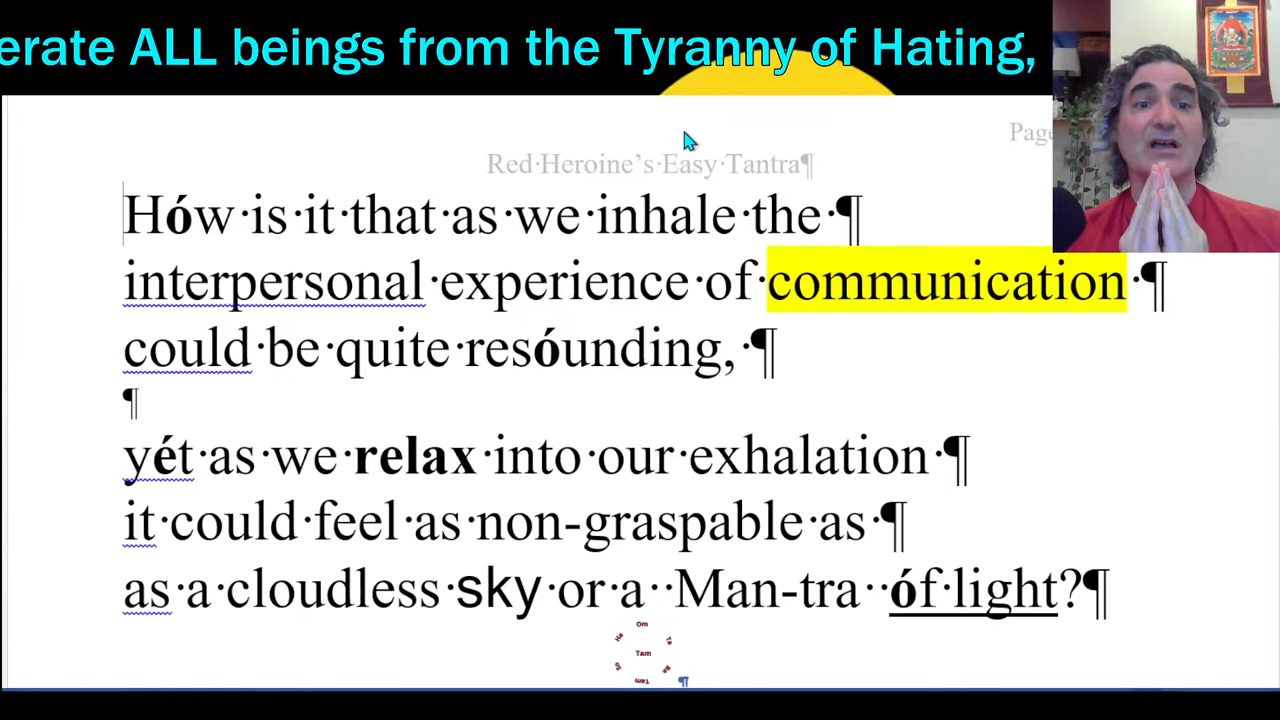 erate ALL beings from the Tyranny of Hating,
Page
Red·Heroine's·Easy·Tantra¶
Hów·is·it·that·as·we·inhale·the·¶
interpersonal·experience·of·communication·¶
could·be·quite·resóunding,·¶
¶
yét·as·we·relax·into·our·exhalation·¶
it·could·feel·as·non-graspable·as·¶
as·a·cloudless·sky·or·a··Man-tra··óf·light?¶
Om
Tam
Tam
¶